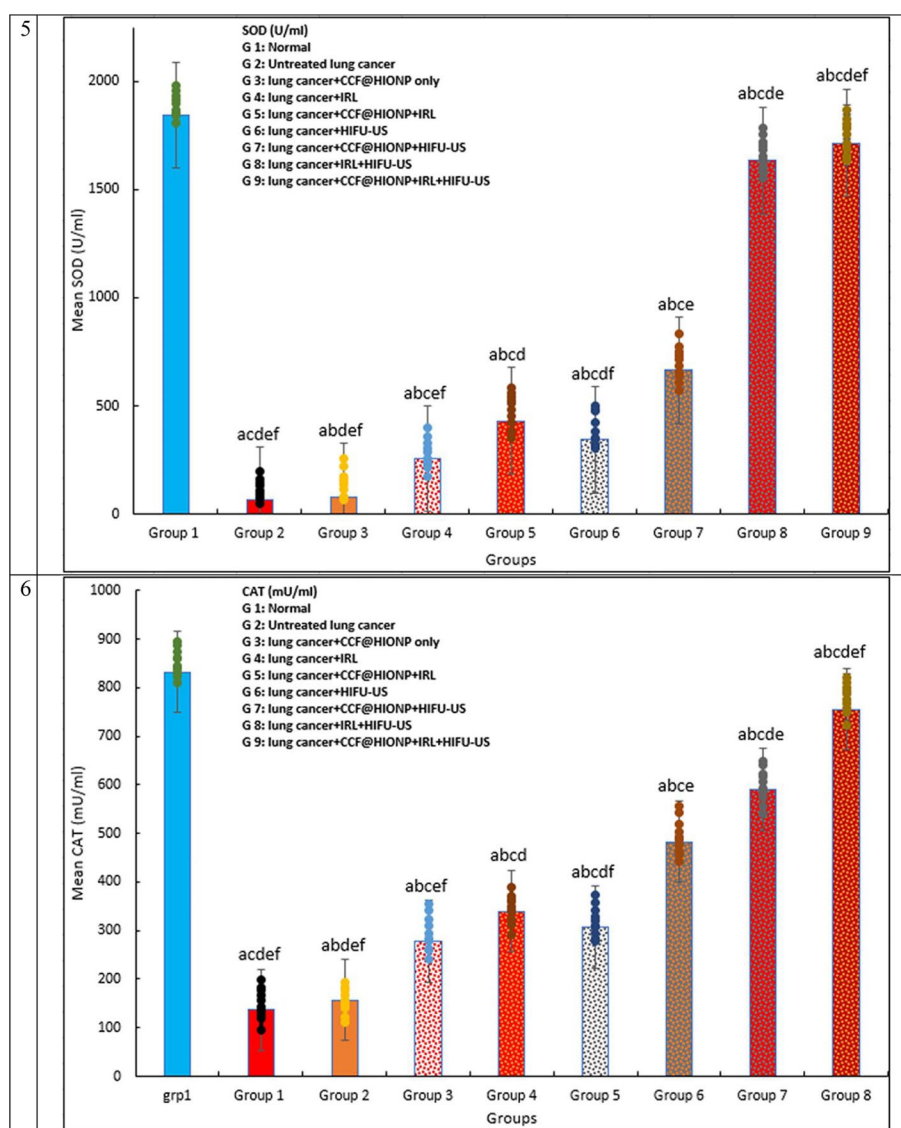 5
SOD (U/ml)
G 1: Normal
G 2: Untreated lung cancer
G 3: lung cancer+CCF@HIONP only
G 4: lung cancer+IRL
G 5: lung cancer+CCF@HIONP+IRL
G 6: lung cancer+HIFU-US
G 7: lung cancer+CCF@HIONP+HIFU-US
G 8: lung cancer+IRL+HIFU-US
G 9: lung cancer+CCF@HIONP+IRL+HIFU-US
Mean SOD (U/ml)
2000
1500
1000
500
0
acdef
abdef
abcef
abcd
abcdf
abce
abcde
abcdef
Group 1 Group 2 Group 3 Group 4 Group 5 Group 6 Group 7 Group 8 Group 9
Groups
6
CAT (mU/ml)
G 1: Normal
G 2: Untreated lung cancer
G 3: lung cancer+CCF@HIONP only
G 4: lung cancer+IRL
G 5: lung cancer+CCF@HIONP+IRL
G 6: lung cancer+HIFU-US
G 7: lung cancer+CCF@HIONP+HIFU-US
G 8: lung cancer+IRL+HIFU-US
G 9: lung cancer+CCF@HIONP+IRL+HIFU-US
Mean CAT (mU/ml)
1000
900
800
700
600
500
400
300
200
100
0
acdef
abdef
abcef
abcd
abcdf
abce
abcde
abcdef
grp1 Group 1 Group 2 Group 3 Group 4 Group 5 Group 6 Group 7 Group 8
Groups